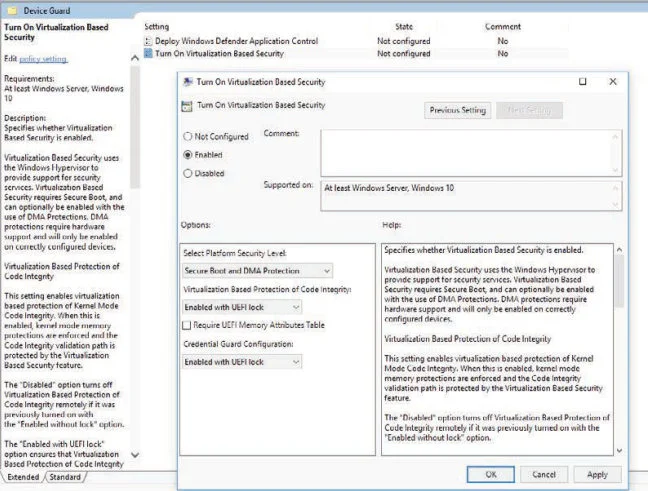 Device Guard
Turn On Virtualization Based
Security
Edit policy setting.
Requirements:
At least Windows Server, Windows
10
Description:
Specifies whether Virtualization
Based Security is enabled.
Virtualization Based Security uses
the Windows Hypervisor to
provide support for security
services. Virtualization Based
Security requires Secure Boot, and
can optionally be enabled with the
use of DMA Protections. DMA
protections require hardware
support and will only be enabled
on correctly configured devices.
Virtualization Based Protection of
Code Integrity
This setting enables virtualization
based protection of Kernel Mode
Code Integrity. When this is
enabled, kernel mode memory
protections are enforced and the
Code Integrity validation path is
protected by the Virtualization
Based Security feature.
The "Disabled" option turns off
Virtualization Based Protection of
Code Integrity remotely if it was
previously turned on with
the "Enabled without lock" option.
The "Enabled with UEFI lock"
option ensures that Virtualization
Based Protection of Code Integrity
Extended Standard
Setting State Comment
Deploy Windows Defender Application Control Not configured No
Turn On Virtualization Based Security Not configured No
Turn On Virtualization Based Security
Turn On Virtualization Based Security
Previous Setting Next Setting
Not Configured Comment:
Enabled
Disabled
Supported on: At least Windows Server, Windows 10
Options: Help:
Select Platform Security Level:
Secure Boot and DMA Protection
Virtualization Based Protection of Code Integrity:
Enabled with UEFI lock
Require UEFI Memory Attributes Table
Credential Guard Configuration:
Enabled with UEFI lock
Specifies whether Virtualization Based Security is enabled.
Virtualization Based Security uses the Windows Hypervisor to
provide support for security services. Virtualization Based
Security requires Secure Boot, and can optionally be enabled
with the use of DMA Protections. DMA protections require
hardware support and will only be enabled on correctly
configured devices.
Virtualization Based Protection of Code Integrity
This setting enables virtualization based protection of Kernel
Mode Code Integrity. When this is enabled, kernel mode
memory protections are enforced and the Code Integrity
validation path is protected by the Virtualization Based Security
feature.
The "Disabled" option turns off Virtualization Based Protection of
Code Integrity remotely if it was previously turned on with the
"Enabled without lock" option.
OK Cancel Apply